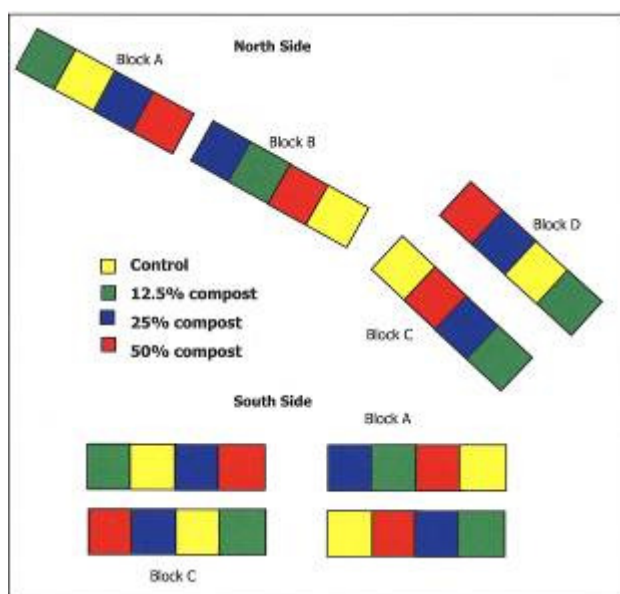 North Side
Block A
Block B
Block D
Control
12.5% compost
25% compost
50% compost
Block C
South Side
Block A
Block C